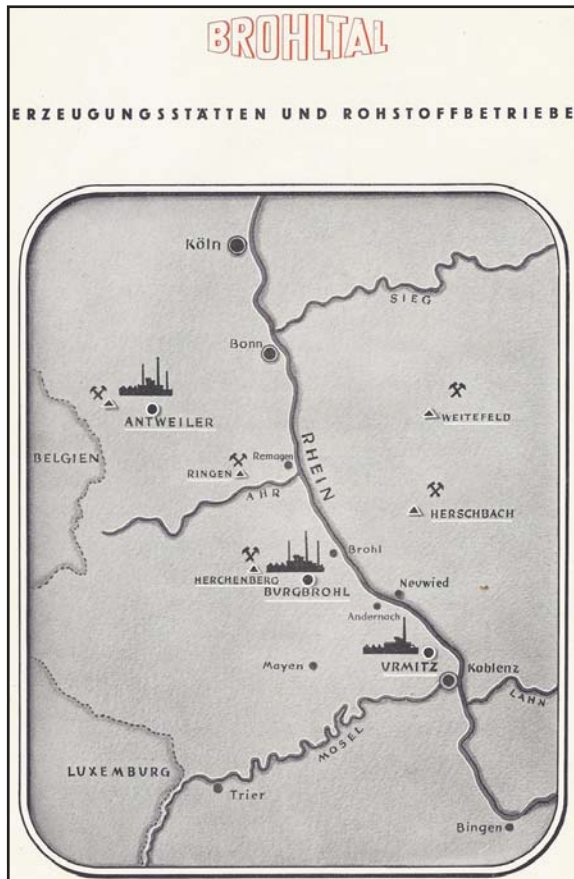 BROHLTAL
ERZEUGUNGSSTÄTTEN UND ROHSTOFFBETRIEBE
Köln
SIEG
Bonn
ANTWEILER
WEITEFELD
BELGIEN
RHEIN
Remagen
RINGEN
AHR
HERSCHBACH
Brohl
HERCHENBERG
BURGBROHL
Neuwied
Andernach
URMITZ
Mayen
Koblenz
LAHN
MOSEL
LUXEMBURG
Trier
Bingen